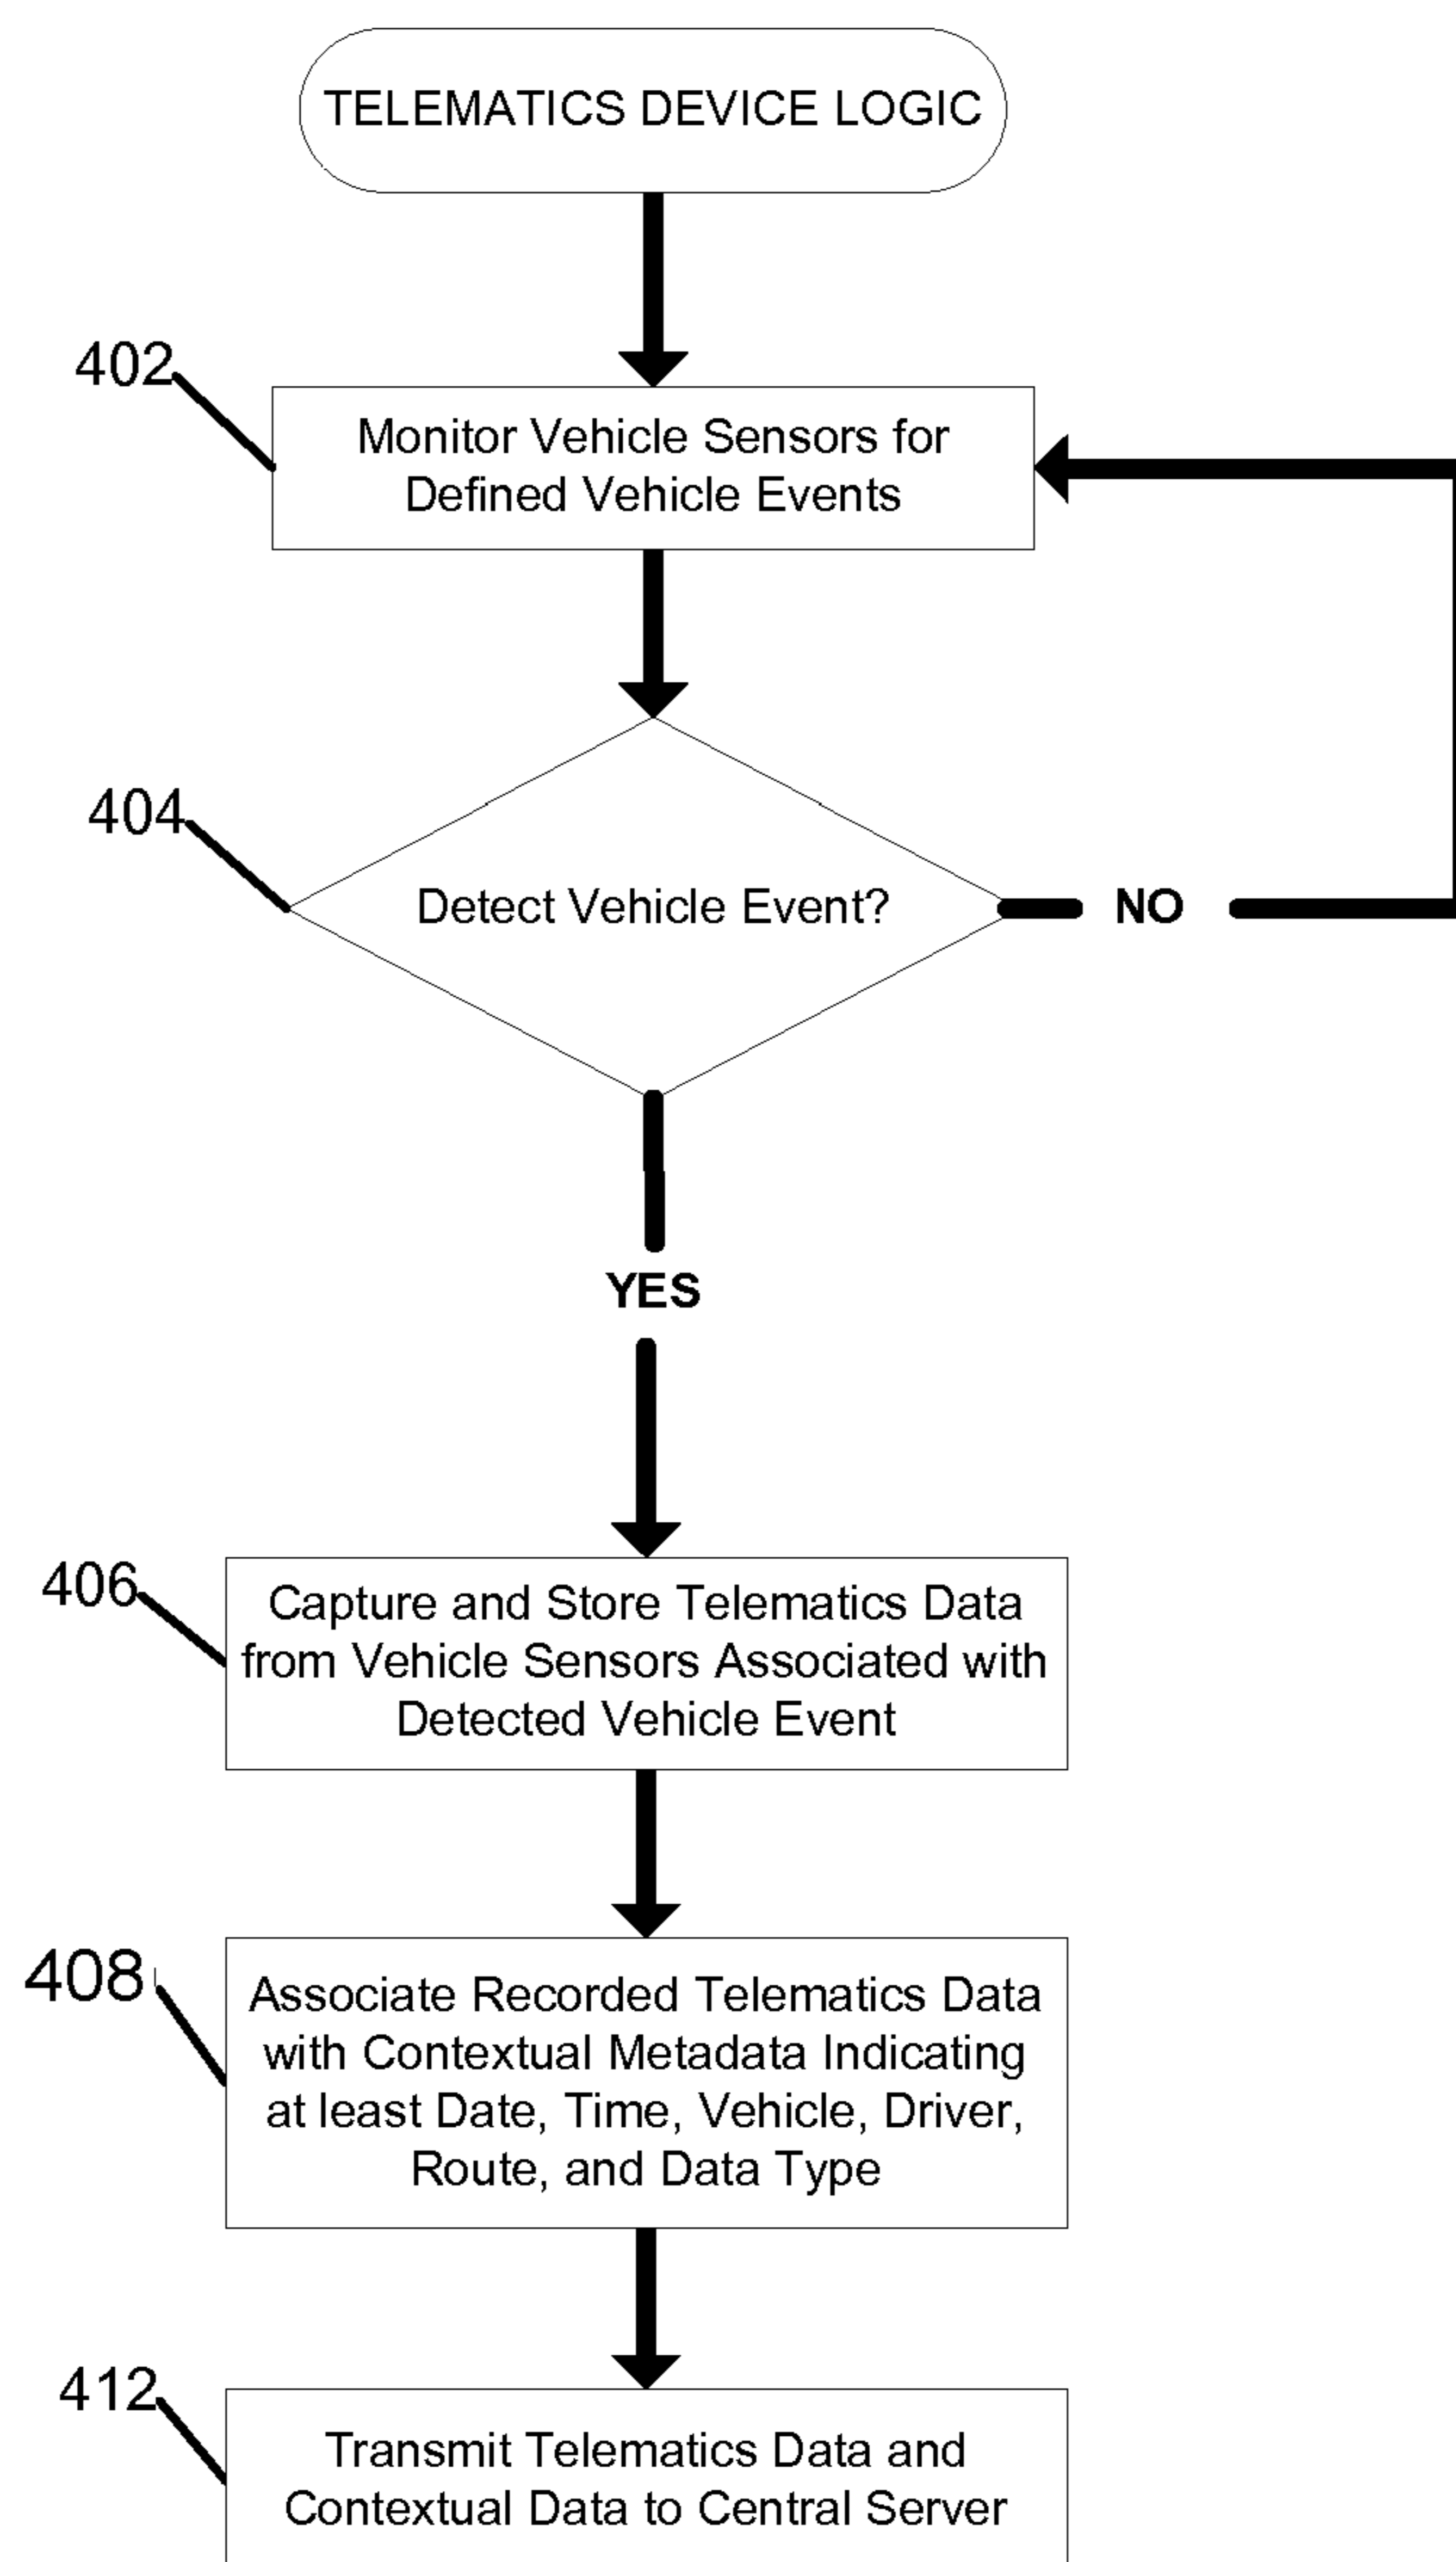 TELEMATICS DEVICE LOGIC
402
Monitor Vehicle Sensors for
Defined Vehicle Events
404
Detect Vehicle Event?
NO
YES
406
Capture and Store Telematics Data
from Vehicle Sensors Associated with
Detected Vehicle Event
408
Associate Recorded Telematics Data
with Contextual Metadata Indicating
at least Date, Time, Vehicle, Driver,
Route, and Data Type
412
Transmit Telematics Data and
Contextual Data to Central Server